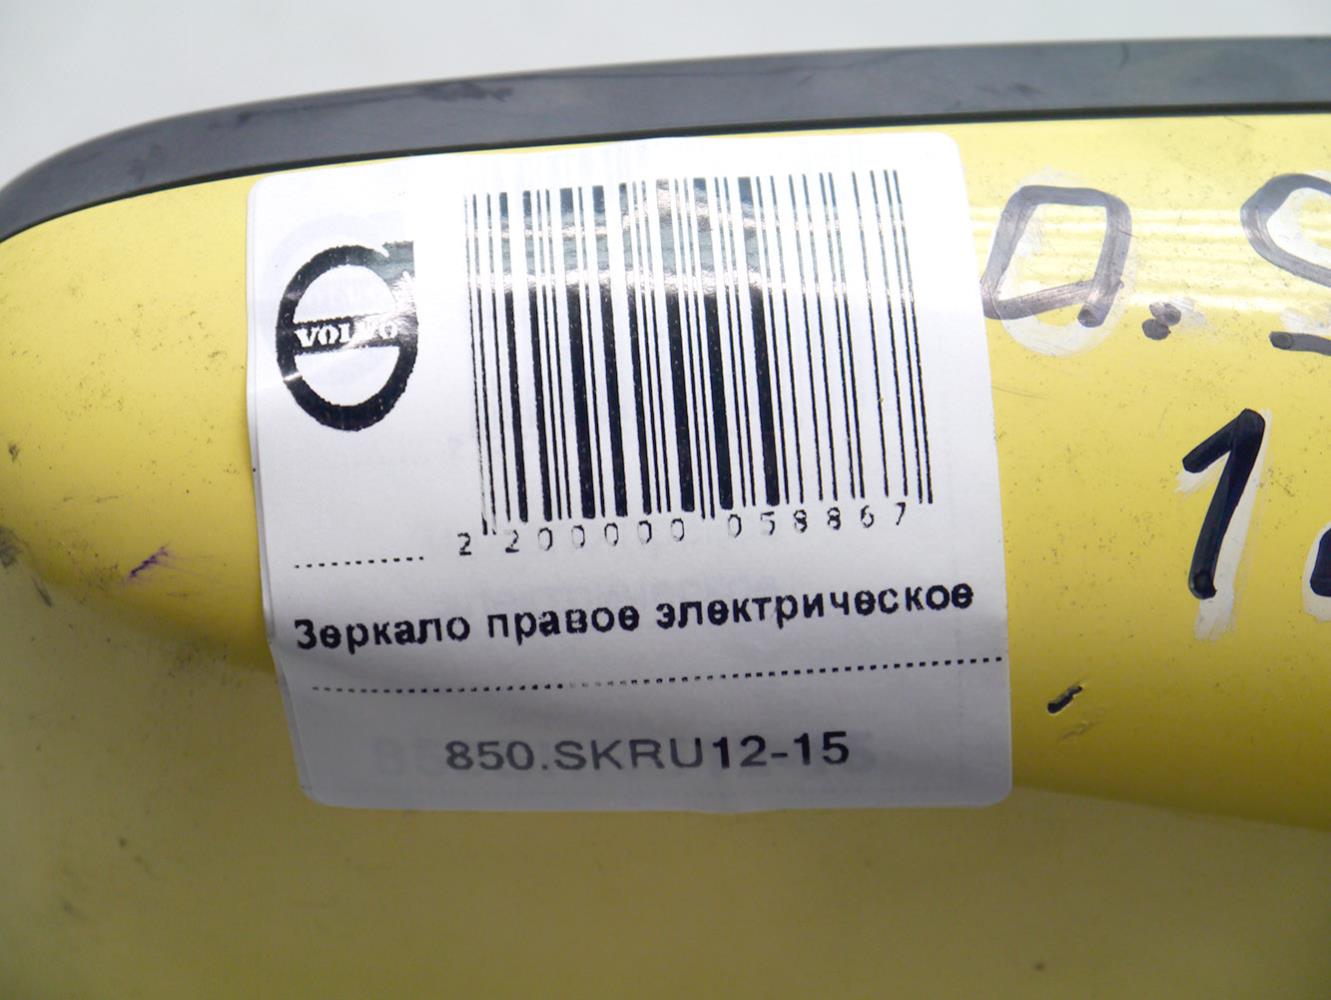 VOLVO
2 200000 058867
Зеркало правое электрическое
850.SKRU12-15